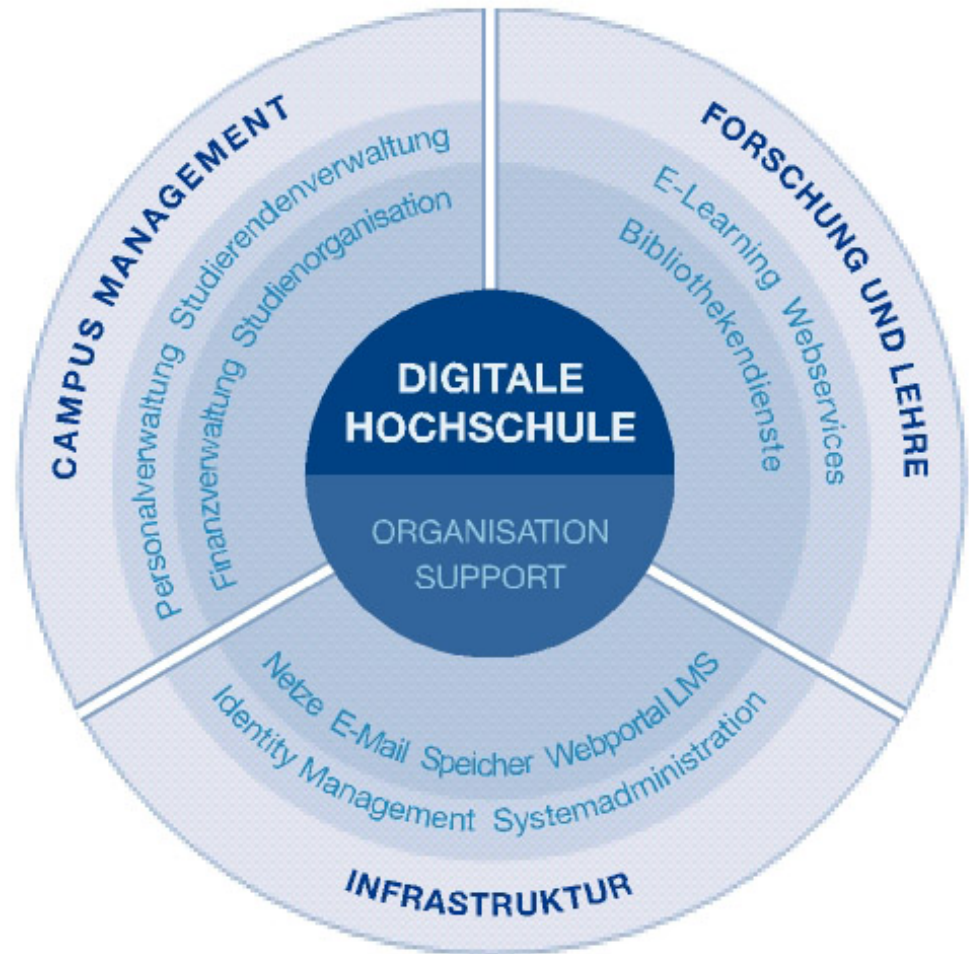 CAMPUS MANAGEMENT
Personalverwaltung Studierendenverwaltung
Finanzverwaltung Studienorganisation
FORSCHUNG UND LEHRE
E-Learning Webservices
Bibliothekendienste
DIGITALE
HOCHSCHULE
ORGANISATION
SUPPORT
Netze E-Mail Speicher Webportal LMS
Identity Management Systemadministration
INFRASTRUKTUR